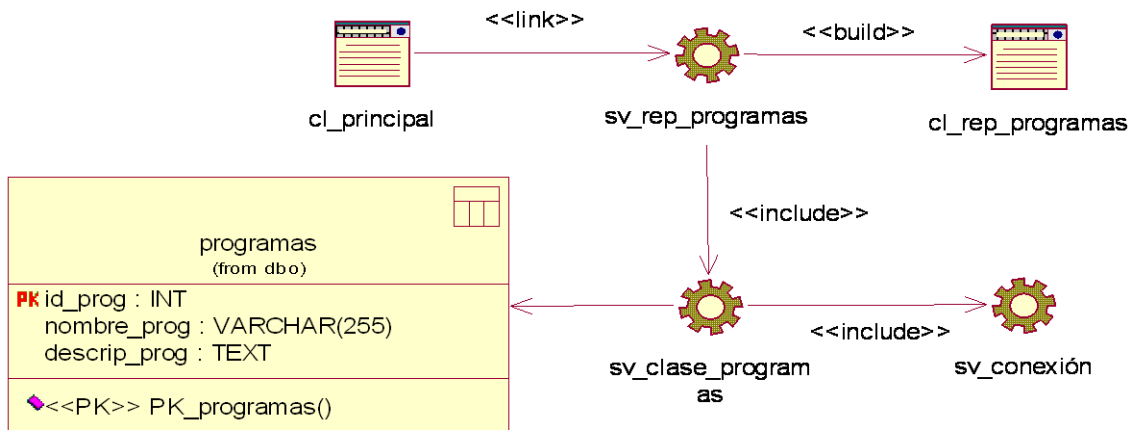 <<link>>
<<build>>
cl_principal
sv_rep_programas
cl_rep_programas
<<include>>
programas
(from dbo)
PK id_prog : INT
nombre_prog : VARCHAR(255)
descrip_prog : TEXT
<<PK>> PK_programas()
<<include>>
sv_clase_program
as
sv_conexión